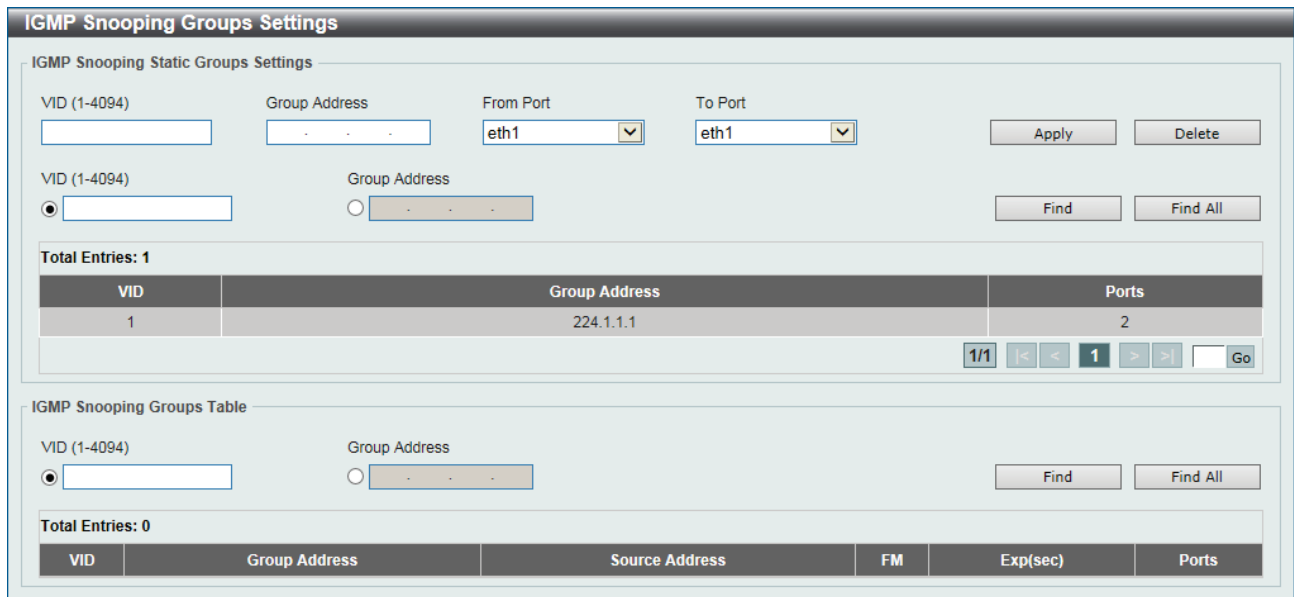 IGMP Snooping Groups Settings
IGMP Snooping Static Groups Settings
VID (1-4094) Group Address From Port To Port
. . . eth1 eth1 Apply Delete
VID (1-4094) Group Address
. . . Find Find All
Total Entries: 1
VID Group Address Ports
1 224.1.1.1 2
1/1 |< < 1 > >| Go
IGMP Snooping Groups Table
VID (1-4094) Group Address
. . . Find Find All
Total Entries: 0
VID Group Address Source Address FM Exp(sec) Ports